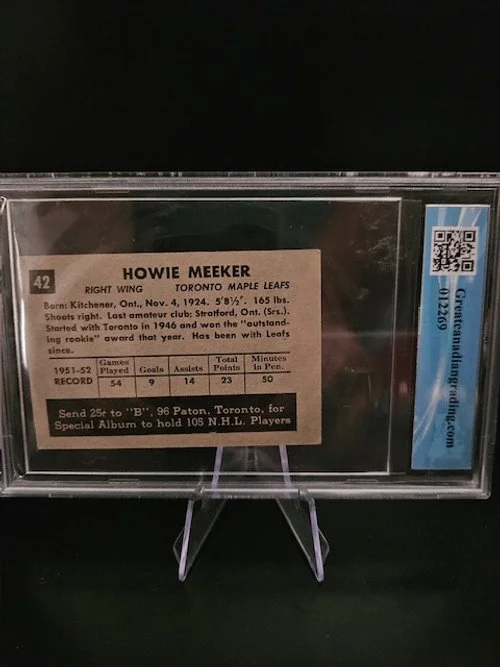 42
HOWIE MEEKER
RIGHT WING TORONTO MAPLE LEAFS
Born: Kitchener, Ont., Nov. 4, 1924. 5'8½". 165 lbs.
Shoots right. Last amateur club: Stratford, Ont. (Srs.).
Started with Toronto in 1946 and won the "outstand-
ing rookie" award that year. Has been with Leafs
since.
1951-52 RECORD
Games Played Goals Assists Total Points Minutes in Pen.
54 9 14 23 50
Send 25¢ to "B", 96 Paton, Toronto, for
Special Album to hold 105 N.H.L. Players
Greatcanadiangrading.com
012269